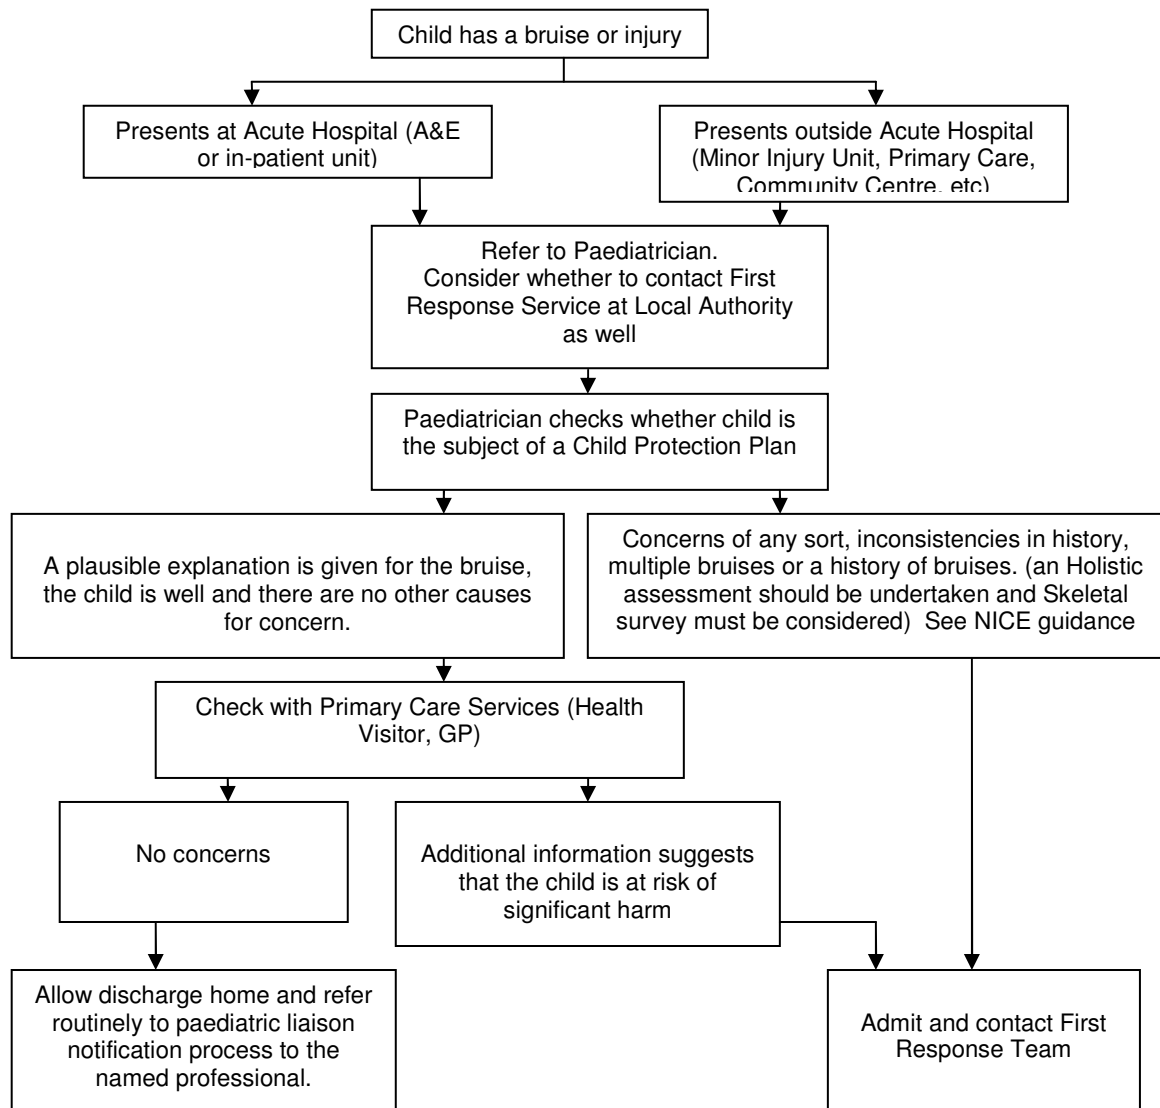 Child has a bruise or injury
Presents at Acute Hospital (A&E
or in-patient unit)
Presents outside Acute Hospital
(Minor Injury Unit, Primary Care,
Community Centre, etc)
Refer to Paediatrician.
Consider whether to contact First
Response Service at Local Authority
as well
Paediatrician checks whether child is
the subject of a Child Protection Plan
A plausible explanation is given for the bruise,
the child is well and there are no other causes
for concern.
Concerns of any sort, inconsistencies in history,
multiple bruises or a history of bruises. (an Holistic
assessment should be undertaken and Skeletal
survey must be considered)  See NICE guidance
Check with Primary Care Services (Health
Visitor, GP)
No concerns
Additional information suggests
that the child is at risk of
significant harm
Allow discharge home and refer
routinely to paediatric liaison
notification process to the
named professional.
Admit and contact First
Response Team